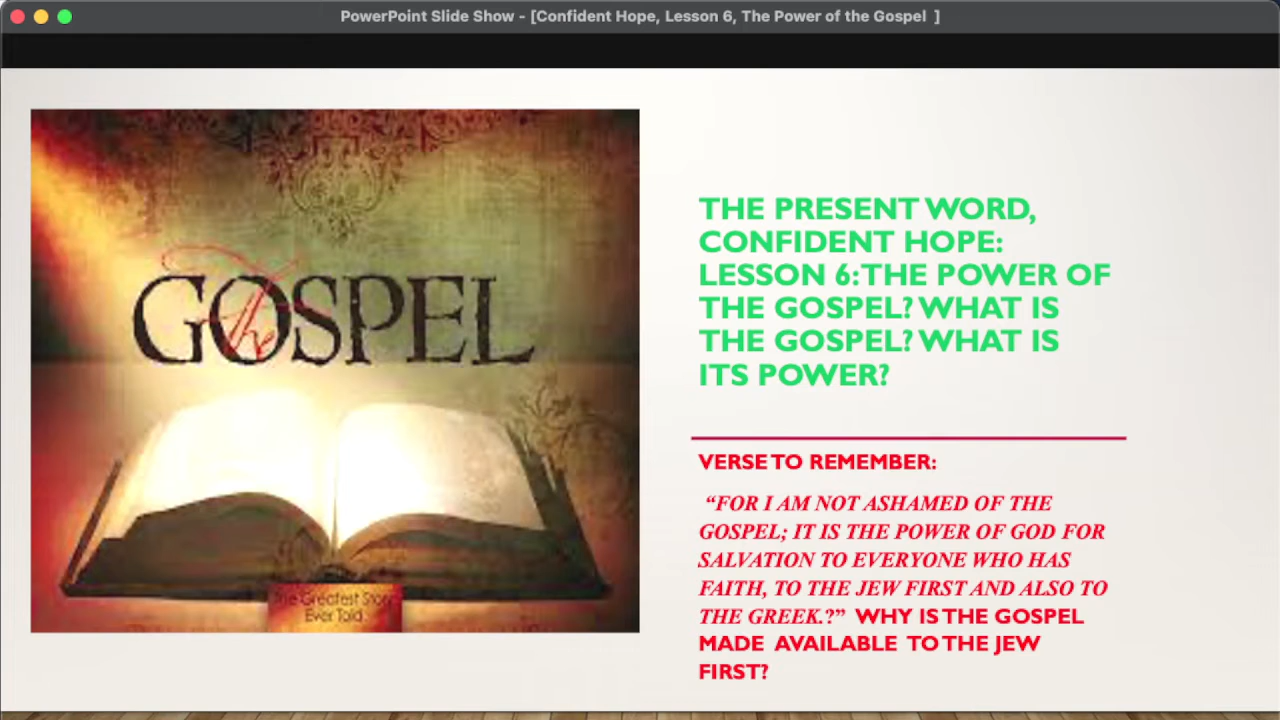 PowerPoint Slide Show - [Confident Hope, Lesson 6, The Power of the Gospel ]
The
GOSPEL
The Greatest Story
Ever Told
THE PRESENT WORD,
CONFIDENT HOPE:
LESSON 6:THE POWER OF
THE GOSPEL? WHAT IS
THE GOSPEL? WHAT IS
ITS POWER?
VERSE TO REMEMBER:
“FOR I AM NOT ASHAMED OF THE
GOSPEL; IT IS THE POWER OF GOD FOR
SALVATION TO EVERYONE WHO HAS
FAITH, TO THE JEW FIRST AND ALSO TO
THE GREEK.?” WHY IS THE GOSPEL
MADE AVAILABLE TO THE JEW
FIRST?